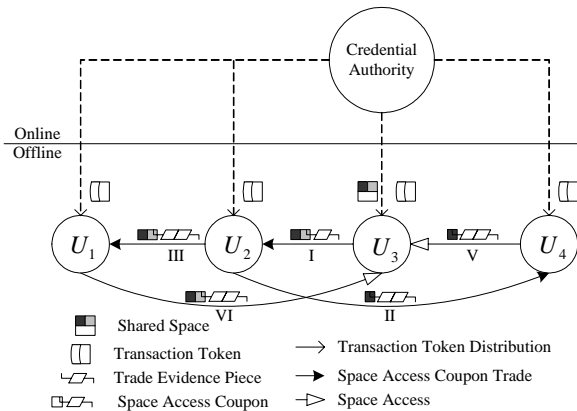 Credential
Authority
Online
Offline
U1
U2
U3
U4
III
I
V
VI
II
Shared Space
Transaction Token
Trade Evidence Piece
Space Access Coupon
Transaction Token Distribution
Space Access Coupon Trade
Space Access